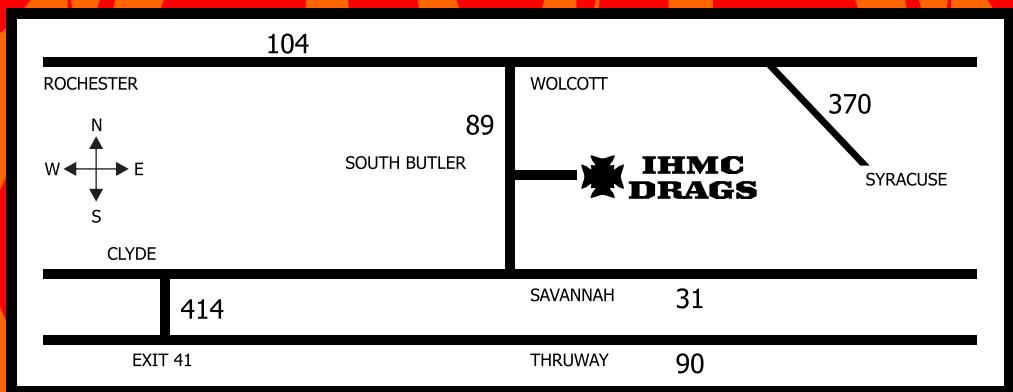 104
ROCHESTER
WOLCOTT
370
89
N
W E
S
SOUTH BUTLER
IHMC
DRAGS
SYRACUSE
CLYDE
SAVANNAH
31
414
EXIT 41
THRUWAY
90